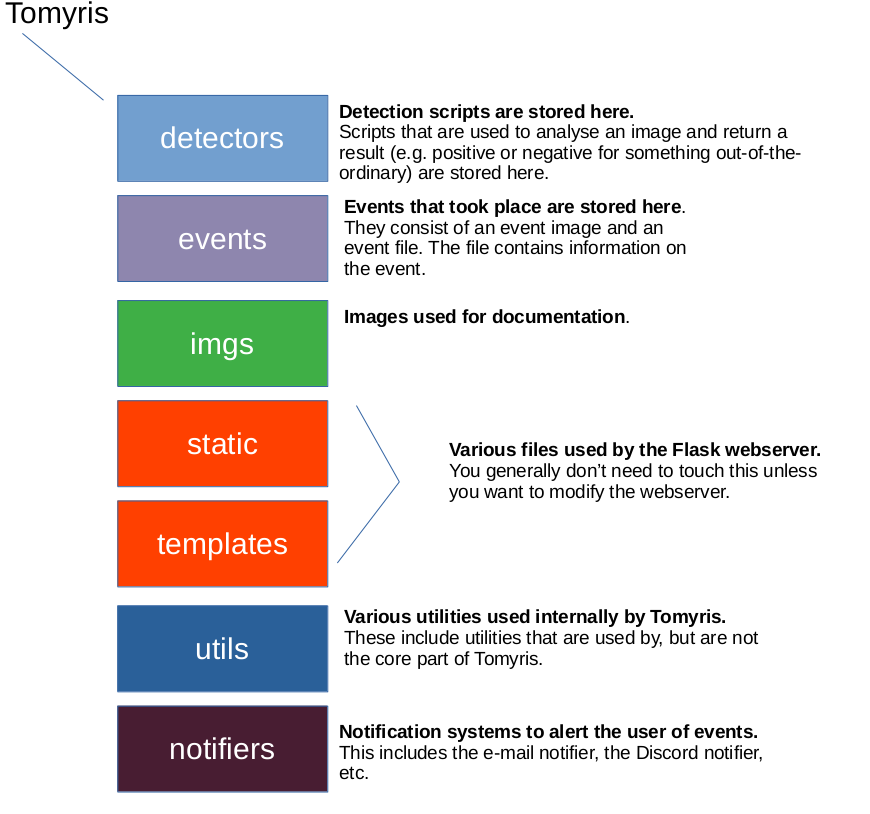 Tomyris
detectors
Detection scripts are stored here.
Scripts that are used to analyse an image and return a
result (e.g. positive or negative for something out-of-the-
ordinary) are stored here.
events
Events that took place are stored here.
They consist of an event image and an
event file. The file contains information on
the event.
imgs
Images used for documentation.
static
templates
Various files used by the Flask webserver.
You generally don’t need to touch this unless
you want to modify the webserver.
utils
Various utilities used internally by Tomyris.
These include utilities that are used by, but are not
the core part of Tomyris.
notifiers
Notification systems to alert the user of events.
This includes the e-mail notifier, the Discord notifier,
etc.